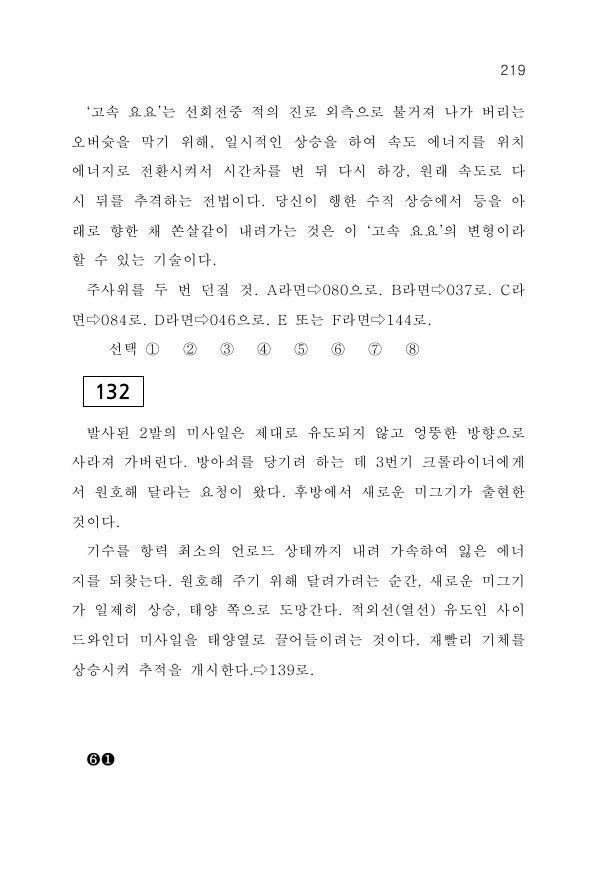 219
‘고속 요요’는 선회전중 적의 진로 외측으로 불거져 나가 버리는
오버슛을 막기 위해, 일시적인 상승을 하여 속도 에너지를 위치
에너지로 전환시켜서 시간차를 번 뒤 다시 하강, 원래 속도로 다
시 뒤를 추격하는 전법이다. 당신이 행한 수직 상승에서 등을 아
래로 향한 채 쏜살같이 내려가는 것은 이 ‘고속 요요’의 변형이라
할 수 있는 기술이다.
주사위를 두 번 던질 것. A라면⇨080으로. B라면⇨037로. C라
면⇨084로. D라면⇨046으로. E 또는 F라면⇨144로.
선택 ① ② ③ ④ ⑤ ⑥ ⑦ ⑧
132
발사된 2발의 미사일은 제대로 유도되지 않고 엉뚱한 방향으로
사라져 가버린다. 방아쇠를 당기려 하는 데 3번기 크롤라이너에게
서 원호해 달라는 요청이 왔다. 후방에서 새로운 미그기가 출현한
것이다.
기수를 항력 최소의 언로드 상태까지 내려 가속하여 잃은 에너
지를 되찾는다. 원호해 주기 위해 달려가려는 순간, 새로운 미그기
가 일제히 상승, 태양 쪽으로 도망간다. 적외선(열선) 유도인 사이
드와인더 미사일을 태양열로 끌어들이려는 것이다. 재빨리 기체를
상승시켜 추적을 개시한다.⇨139로.
❻❶